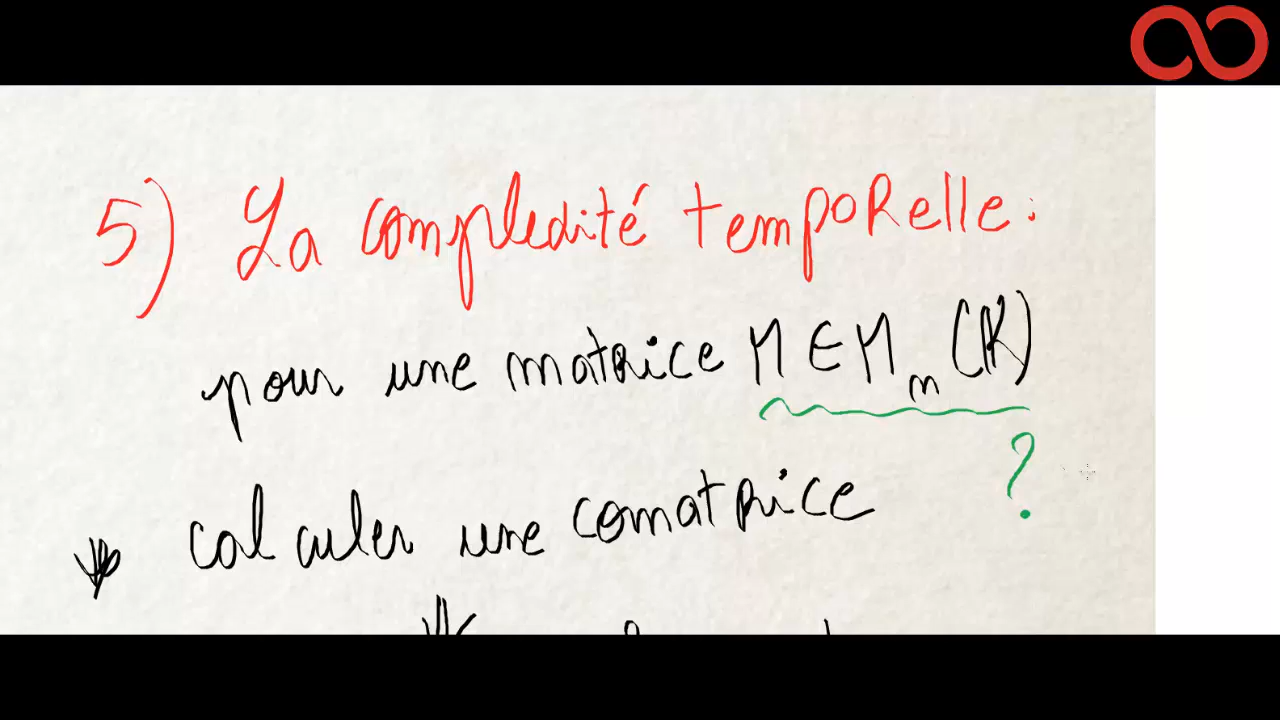 5) La complexité temporelle :
pour une matrice M ∈ M_n (K)
?
calculer une comatrice